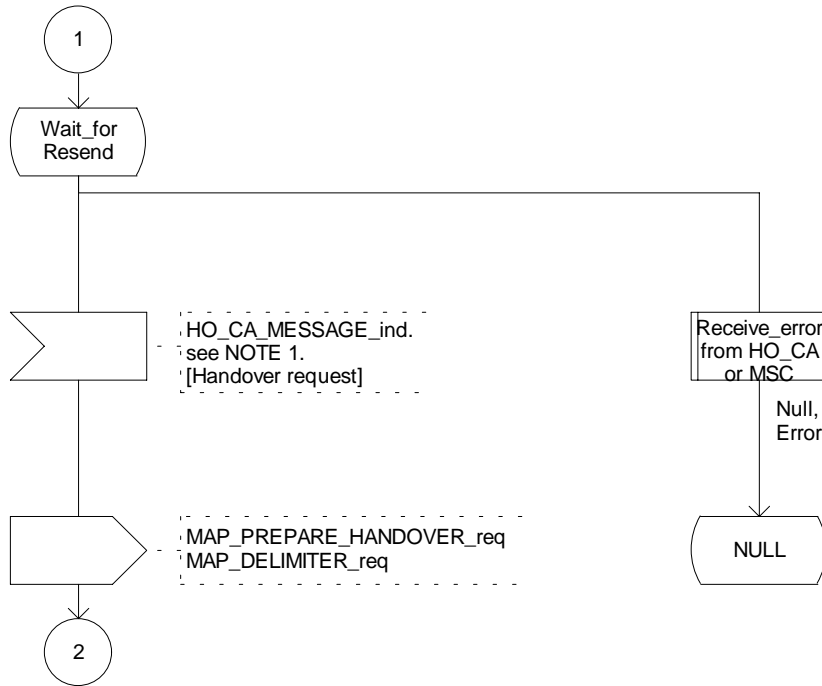 1
Wait_for
Resend
HO_CA_MESSAGE_ind.
see NOTE 1.
[Handover request]
Receive_error
from HO_CA
or MSC
Null,
Error
MAP_PREPARE_HANDOVER_req
MAP_DELIMITER_req
NULL
2